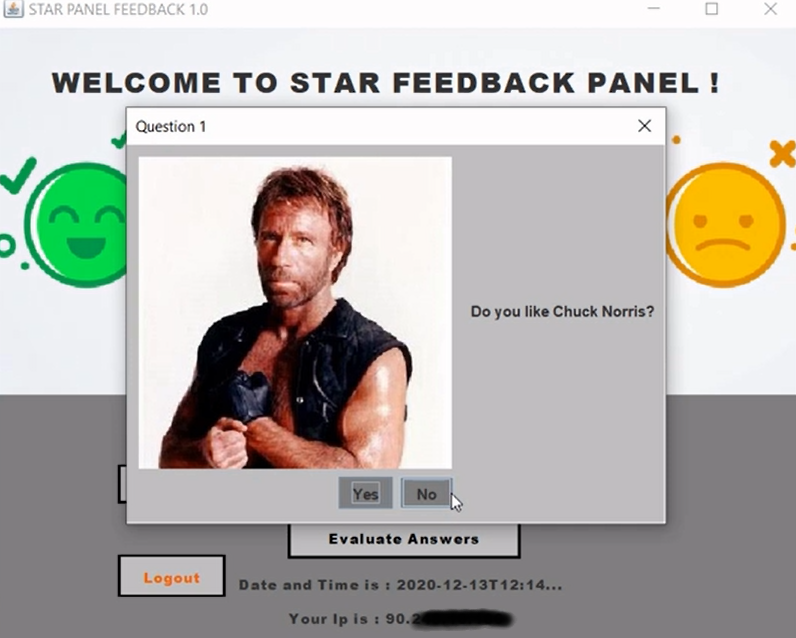 STAR PANEL FEEDBACK 1.0
WELCOME TO STAR FEEDBACK PANEL !
Question 1
Do you like Chuck Norris?
Yes No
Evaluate Answers
Logout
Date and Time is : 2020-12-13T12:14...
Your Ip is : 90.2